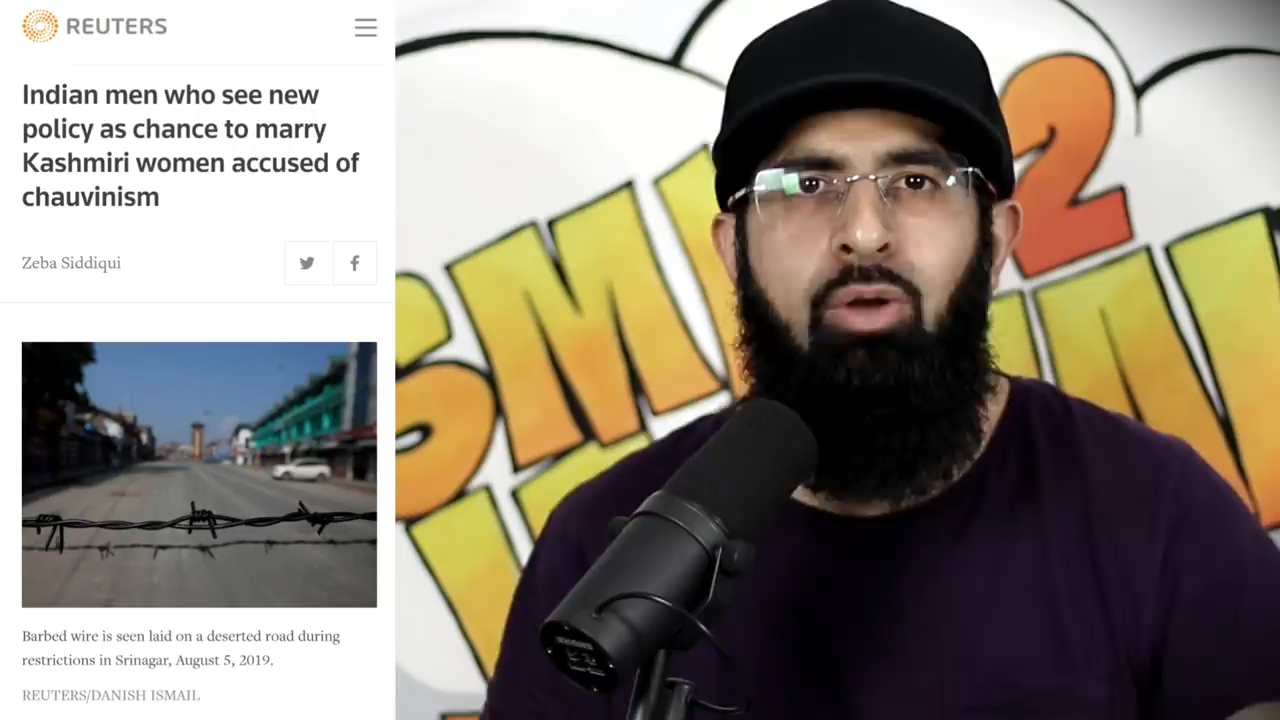 REUTERS
Indian men who see new
policy as chance to marry
Kashmiri women accused of
chauvinism
Zeba Siddiqui
Barbed wire is seen laid on a deserted road during
restrictions in Srinagar, August 5, 2019.
REUTERS/DANISH ISMAIL
2